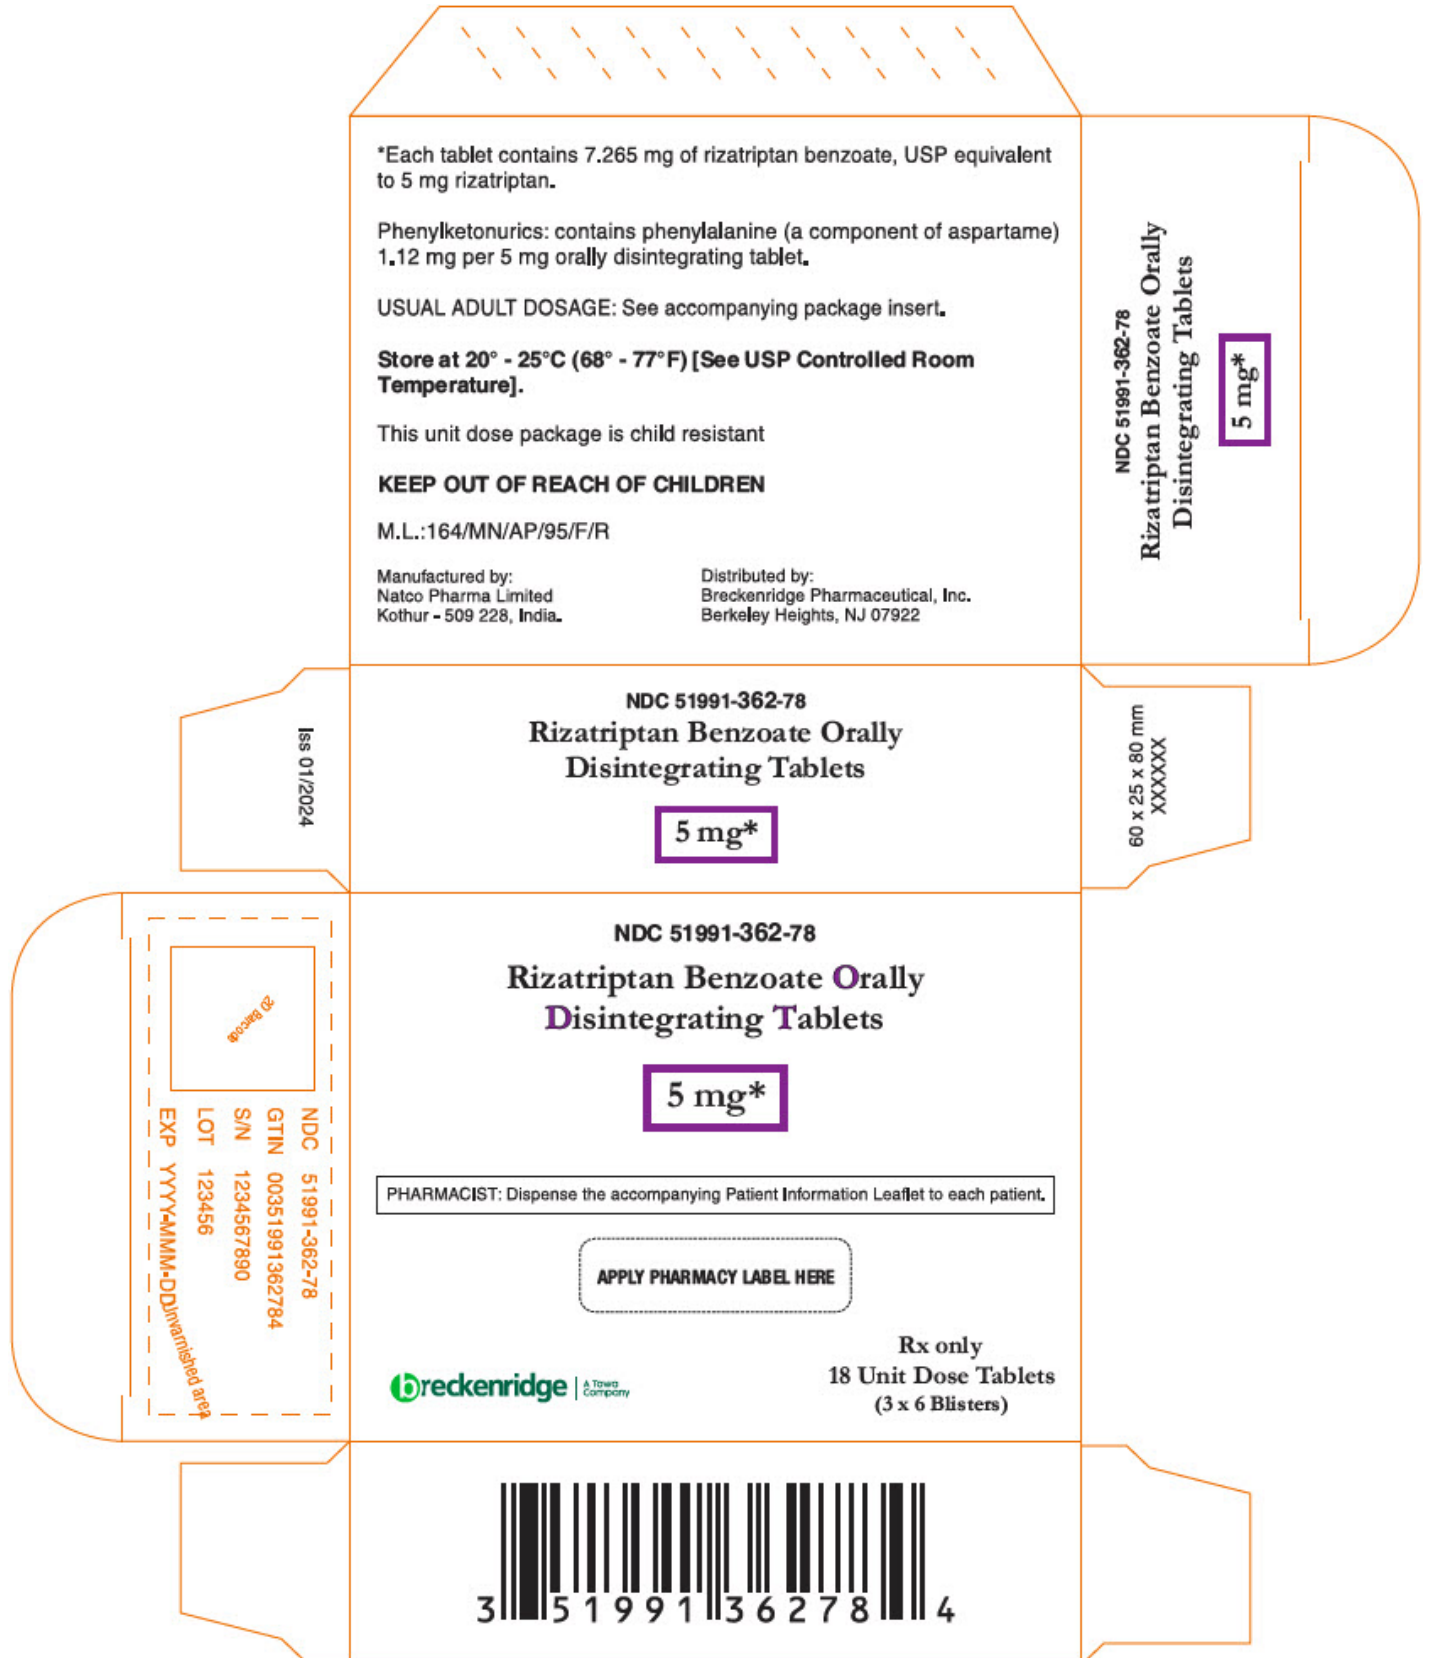 *Each tablet contains 7.265 mg of rizatriptan benzoate, USP equivalent
to 5 mg rizatriptan.
Phenylketonurics: contains phenylalanine (a component of aspartame)
1.12 mg per 5 mg orally disintegrating tablet.
USUAL ADULT DOSAGE: See accompanying package insert.
Store at 20° - 25°C (68° - 77°F) [See USP Controlled Room
Temperature].
This unit dose package is child resistant
KEEP OUT OF REACH OF CHILDREN
M.L.:164/MN/AP/95/F/R
Manufactured by:
Natco Pharma Limited
Kothur - 509 228, India.
Distributed by:
Breckenridge Pharmaceutical, Inc.
Berkeley Heights, NJ 07922
NDC 51991-362-78
Rizatriptan Benzoate Orally
Disintegrating Tablets
5 mg*
Iss 01/2024
NDC 51991-362-78
Rizatriptan Benzoate Orally
Disintegrating Tablets
5 mg*
60 x 25 x 80 mm
XXXXXX
2D Barcode
NDC 51991-362-78
GTIN 00351991362784
S/N 1234567890
LOT 123456
EXP YYYY-MMM-DD
Unvarnished area
NDC 51991-362-78
Rizatriptan Benzoate Orally
Disintegrating Tablets
5 mg*
PHARMACIST: Dispense the accompanying Patient Information Leaflet to each patient.
APPLY PHARMACY LABEL HERE
Rx only
18 Unit Dose Tablets
(3 x 6 Blisters)
breckenridge
A Towa
Company
3 51991 36278 4